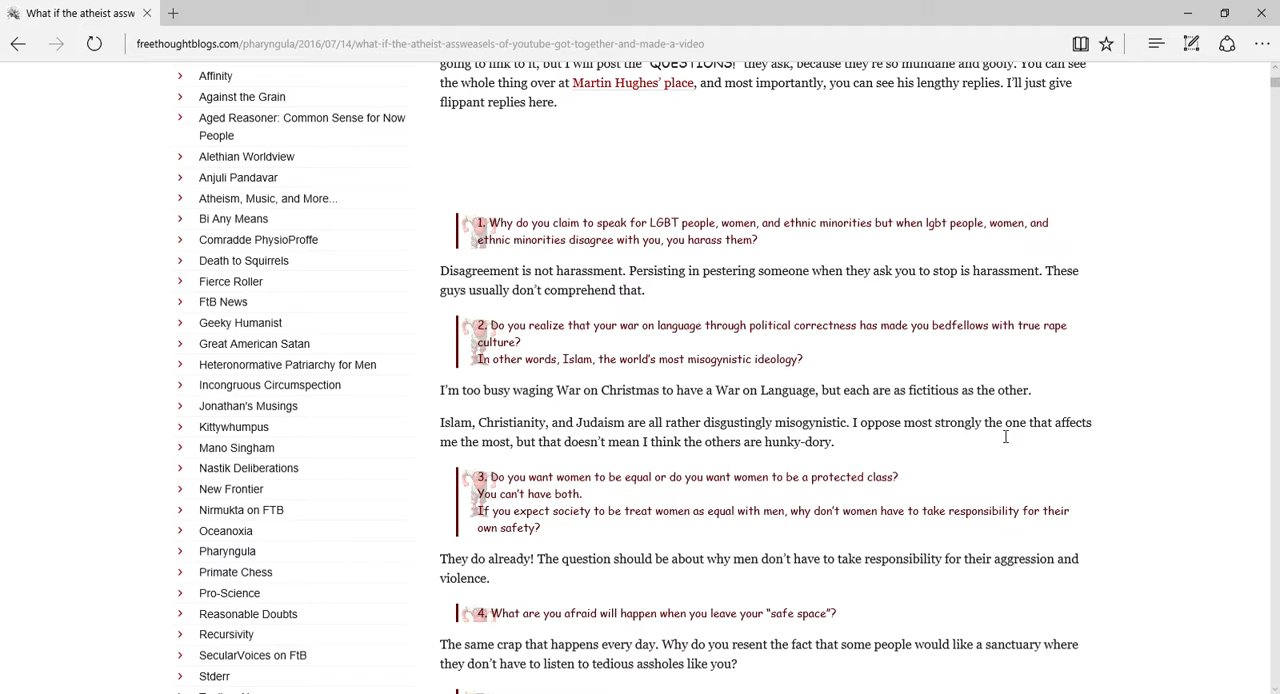 What if the atheist assw
freethoughtblogs.com/pharyngula/2016/07/14/what-if-the-atheist-assweasels-of-youtube-got-together-and-made-a-video
Affinity
Against the Grain
Aged Reasoner: Common Sense for Now
People
Alethian Worldview
Anjuli Pandavar
Atheism, Music, and More...
Bi Any Means
Comradde PhysioProffe
Death to Squirrels
Fierce Roller
FtB News
Geeky Humanist
Great American Satan
Heteronormative Patriarchy for Men
Incongruous Circumspection
Jonathan's Musings
Kittywhumpus
Mano Singham
Nastik Deliberations
New Frontier
Nirmukta on FTB
Oceanoxia
Pharyngula
Primate Chess
Pro-Science
Reasonable Doubts
Recursivity
SecularVoices on FtB
Stderr
going to link to it, but I will post the "QUESTIONS!" they ask, because they're so mundane and goofy. You can see
the whole thing over at Martin Hughes' place, and most importantly, you can see his lengthy replies. I'll just give
flippant replies here.
1. Why do you claim to speak for LGBT people, women, and ethnic minorities but when lgbt people, women, and
ethnic minorities disagree with you, you harass them?
Disagreement is not harassment. Persisting in pestering someone when they ask you to stop is harassment. These
guys usually don't comprehend that.
2. Do you realize that your war on language through political correctness has made you bedfellows with true rape
culture?
In other words, Islam, the world's most misogynistic ideology?
I'm too busy waging War on Christmas to have a War on Language, but each are as fictitious as the other.
Islam, Christianity, and Judaism are all rather disgustingly misogynistic. I oppose most strongly the one that affects
me the most, but that doesn't mean I think the others are hunky-dory.
3. Do you want women to be equal or do you want women to be a protected class?
You can't have both.
If you expect society to be treat women as equal with men, why don't women have to take responsibility for their
own safety?
They do already! The question should be about why men don't have to take responsibility for their aggression and
violence.
4. What are you afraid will happen when you leave your "safe space"?
The same crap that happens every day. Why do you resent the fact that some people would like a sanctuary where
they don't have to listen to tedious assholes like you?